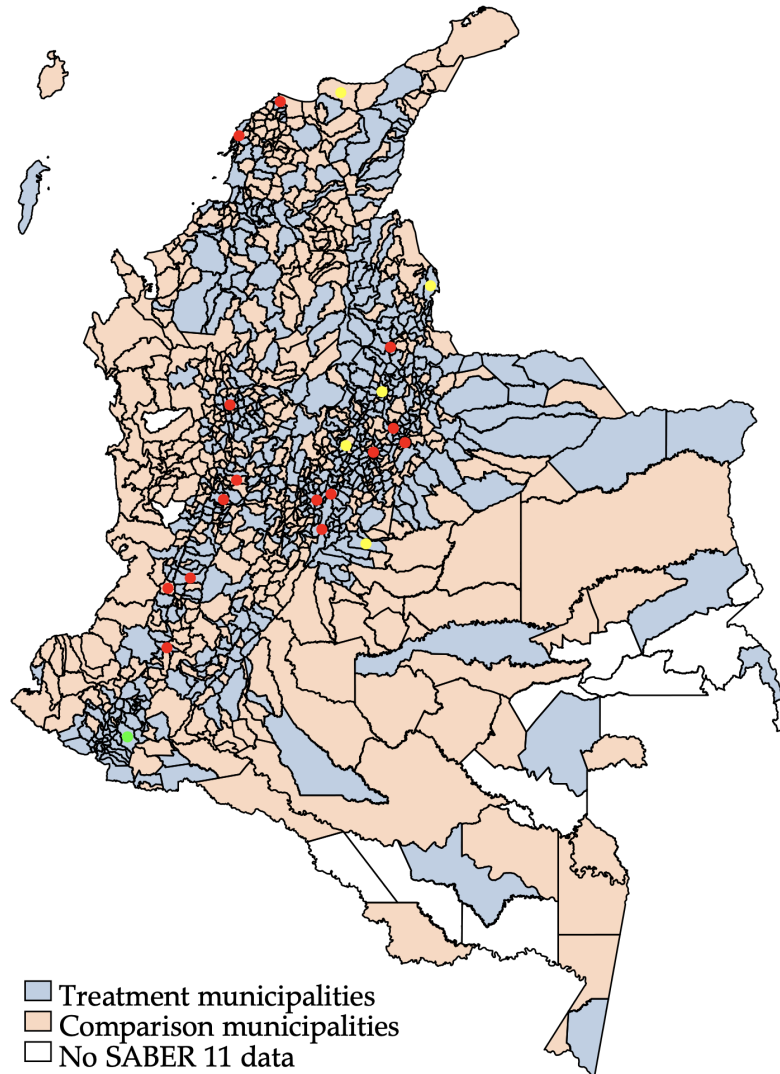 Treatment municipalities
Comparison municipalities
No SABER 11 data